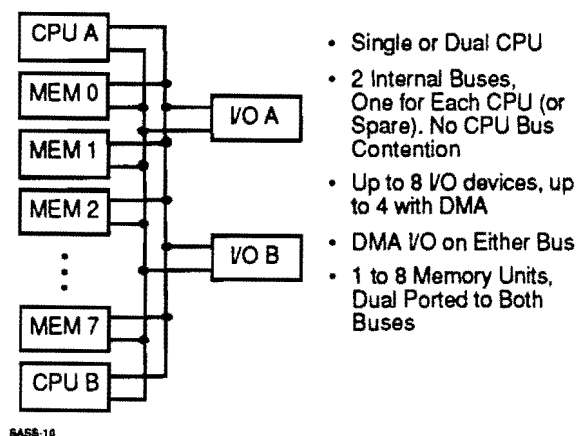 CPU A
MEM 0
MEM 1
MEM 2
MEM 7
CPU B
I/O A
I/O B
• Single or Dual CPU
• 2 Internal Buses,
One for Each CPU (or
Spare). No CPU Bus
Contention
• Up to 8 I/O devices, up
to 4 with DMA
• DMA I/O on Either Bus
• 1 to 8 Memory Units,
Dual Ported to Both
Buses
SASS-10